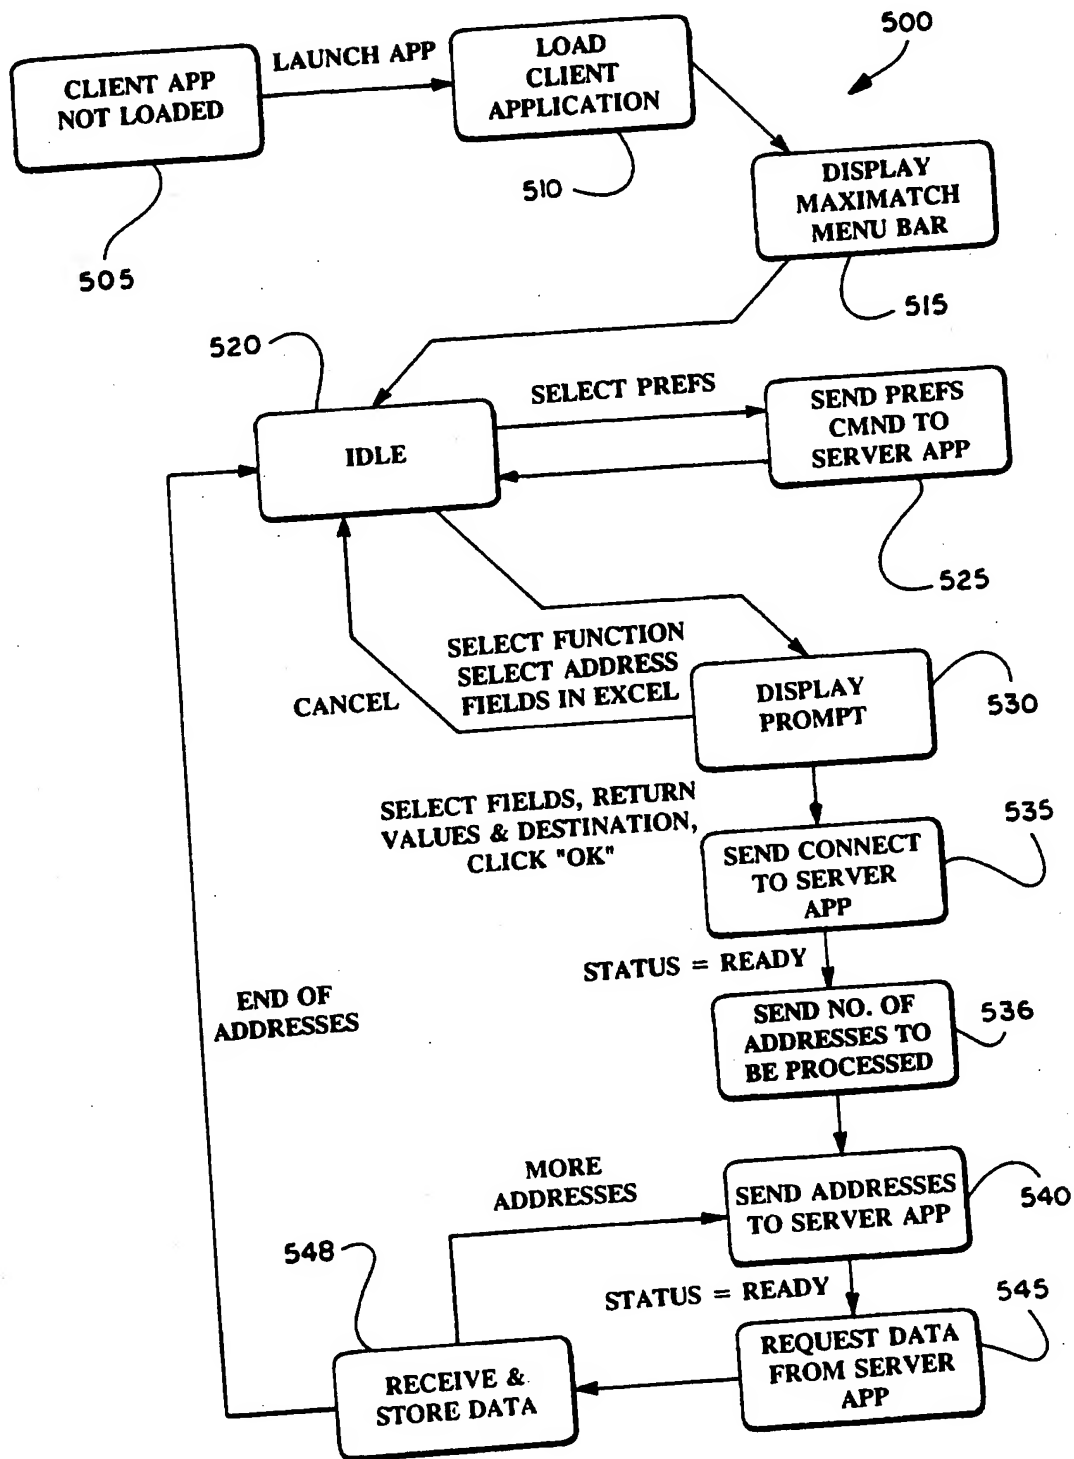 500
CLIENT APP
NOT LOADED
LAUNCH APP
LOAD
CLIENT
APPLICATION
505
510
DISPLAY
MAXIMATCH
MENU BAR
515
520
IDLE
SELECT PREFS
SEND PREFS
CMND TO
SERVER APP
525
SELECT FUNCTION
SELECT ADDRESS
FIELDS IN EXCEL
CANCEL
DISPLAY
PROMPT
530
SELECT FIELDS, RETURN
VALUES & DESTINATION,
CLICK "OK"
SEND CONNECT
TO SERVER
APP
535
STATUS = READY
SEND NO. OF
ADDRESSES TO
BE PROCESSED
536
END OF
ADDRESSES
MORE
ADDRESSES
SEND ADDRESSES
TO SERVER APP
540
548
STATUS = READY
REQUEST DATA
FROM SERVER
APP
545
RECEIVE &
STORE DATA